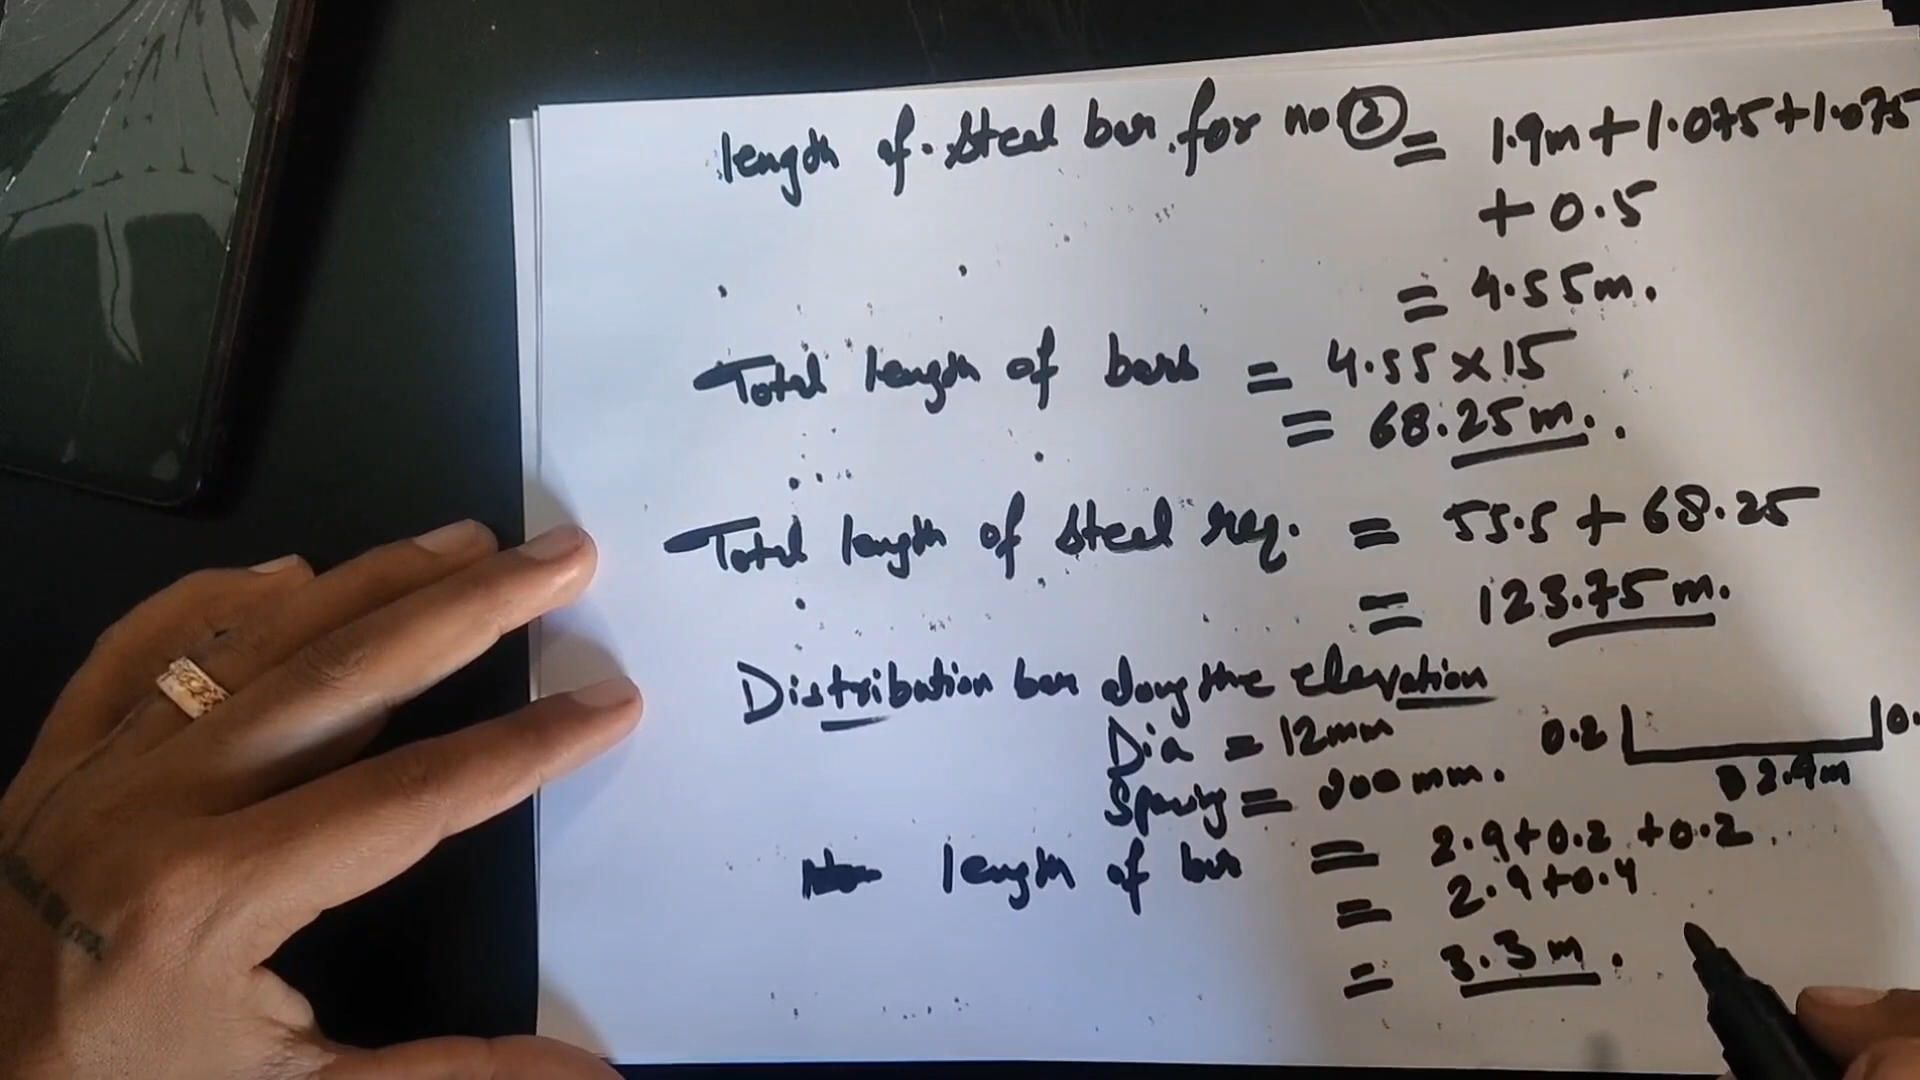 length of steel bar for no ② = 1.9m + 1.075 + 1.075
+ 0.5
= 4.55m.
Total length of bars = 4.55 x 15
= 68.25m.
Total length of steel req. = 55.5 + 68.25
= 123.75m.
Distribution bar along the elevation
Dia = 12mm
0.2
0.
Spacing = 200mm.
2.9m
length of bar = 2.9+0.2+0.2
= 2.9+0.4
= 3.3m.